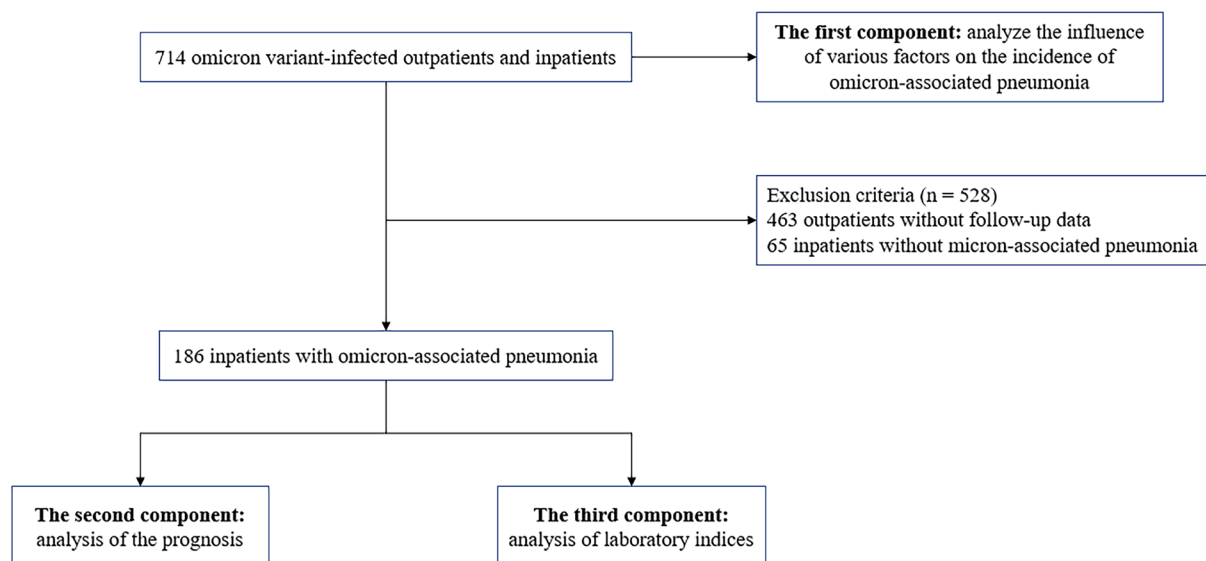 714 omicron variant-infected outpatients and inpatients
The first component: analyze the influence
of various factors on the incidence of
omicron-associated pneumonia
Exclusion criteria (n = 528)
463 outpatients without follow-up data
65 inpatients without micron-associated pneumonia
186 inpatients with omicron-associated pneumonia
The second component:
analysis of the prognosis
The third component:
analysis of laboratory indices